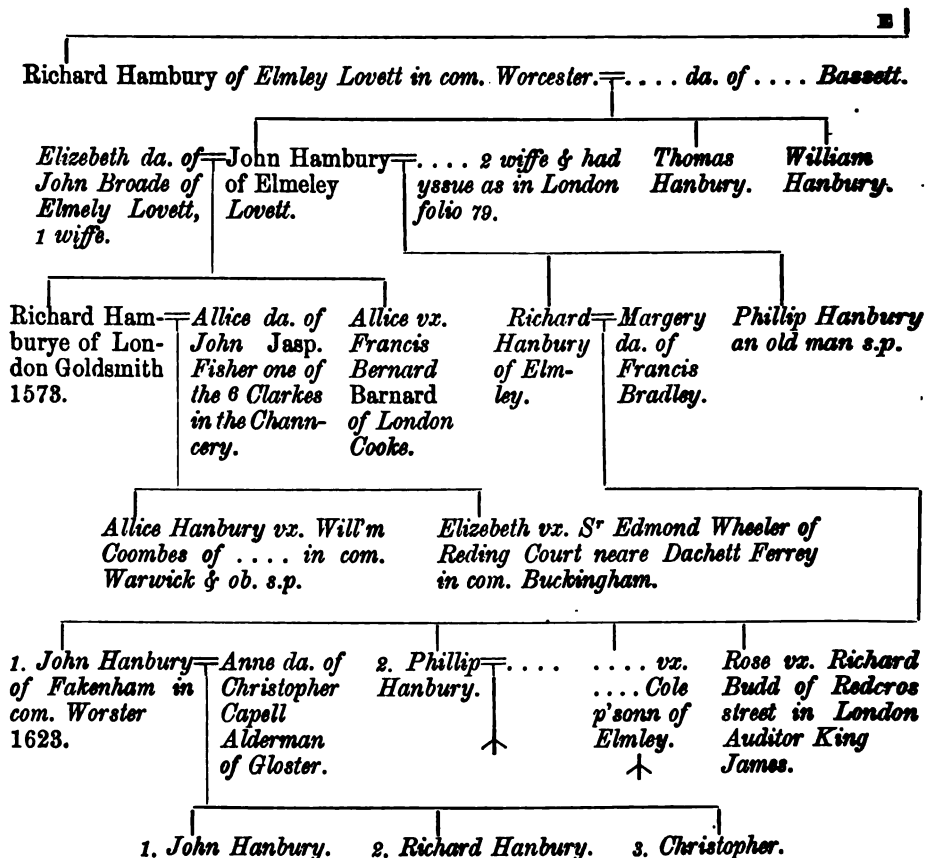 E
Richard Hambury of Elmley Lovett in com. Worcester.=. . . . da. of . . . . Bassett.
Elizebeth da. of=John Hambury=. . . . 2 wiffe & had Thomas William
John Broade of of Elmeley yssue as in London Hanbury. Hanbury.
Elmely Lovett, Lovett. folio 79.
1 wiffe.
Richard Ham-=Allice da. of Allice vx. Richard=Margery Phillip Hanbury
burye of Lon- John Jasp. Francis Hanbury da. of an old man s.p.
don Goldsmith Fisher one of Bernard of Elm- Francis
1573. the 6 Clarkes Barnard ley. Bradley.
in the Chann- of London
cery. Cooke.
Allice Hanbury vx. Will'm Elizebeth vx. Sr Edmond Wheeler of
Coombes of . . . . in com. Reding Court neare Dachett Ferrey
Warwick & ob. s.p. in com. Buckingham.
1. John Hanbury=Anne da. of 2. Phillip=. . . . . . . . vx. Rose vx. Richard
of Fakenham in Christopher Hanbury. . . . . Cole Budd of Redcros
com. Worster Capell p'sonn of street in London
1623. Alderman Elmley. Auditor King
of Gloster. James.
1. John Hanbury. 2. Richard Hanbury. 3. Christopher.